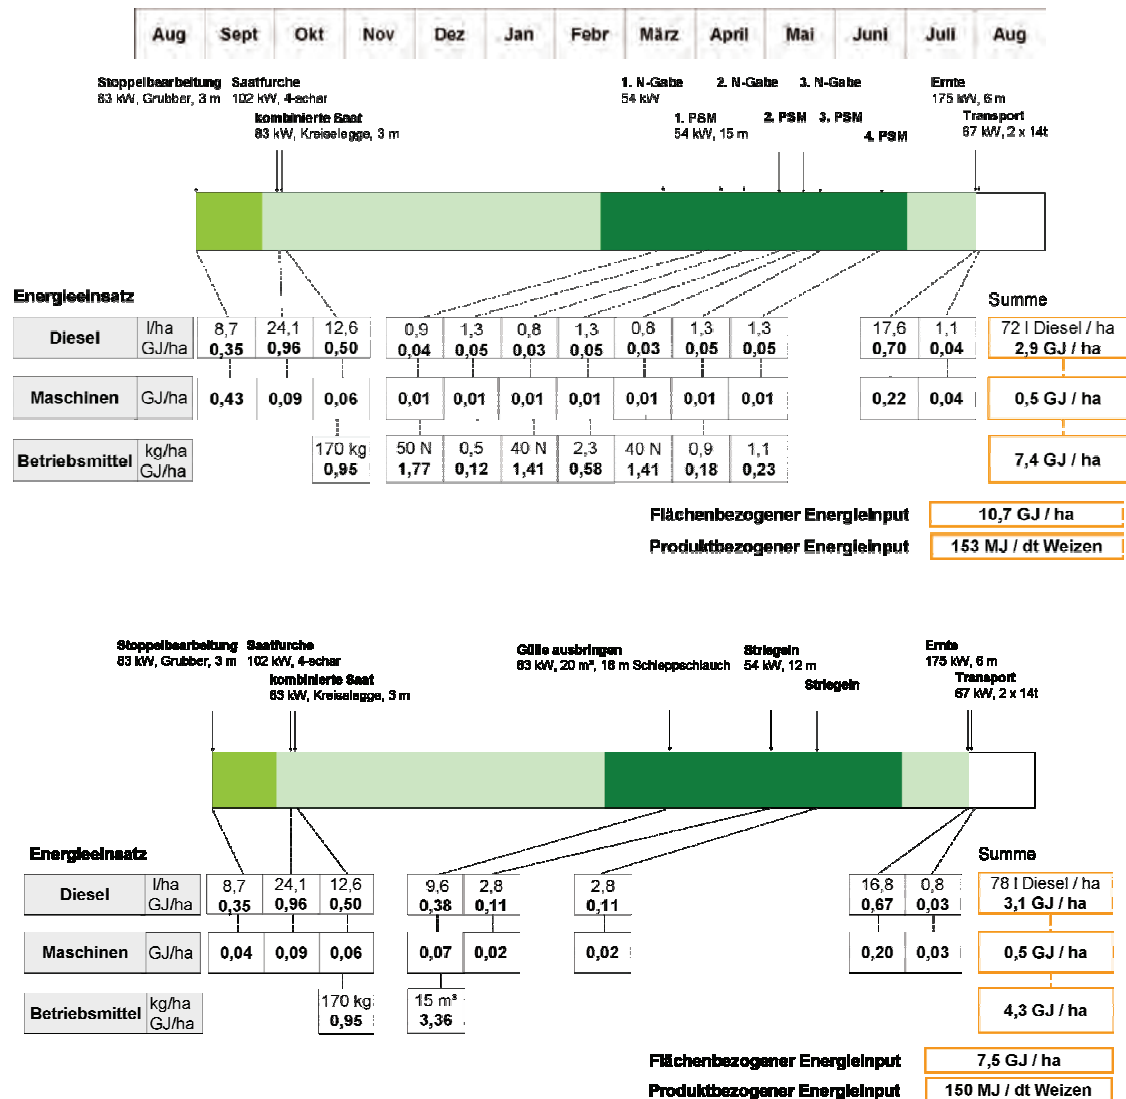 Aug Sept Okt Nov Dez Jan Febr März April Mai Juni Juli Aug
Stoppelbearbeitung Saatfurche 1. N-Gabe 2. N-Gabe 3. N-Gabe Ernte
83 kW, Grubber, 3 m 102 kW, 4-schar 54 kW 175 kW, 6 m
kombinierte Saat 1. PSM 2. PSM 3. PSM Transport
83 kW, Kreiselegge, 3 m 54 kW, 15 m 4. PSM 67 kW, 2 x 14t
Energieeinsatz Summe
Diesel l/ha 8,7 24,1 12,6 0,9 1,3 0,8 1,3 0,8 1,3 1,3 17,6 1,1 72 l Diesel / ha
GJ/ha 0,35 0,96 0,50 0,04 0,05 0,03 0,05 0,03 0,05 0,05 0,70 0,04 2,9 GJ / ha
Maschinen GJ/ha 0,43 0,09 0,06 0,01 0,01 0,01 0,01 0,01 0,01 0,01 0,22 0,04 0,5 GJ / ha
Betriebsmittel kg/ha 170 kg 50 N 0,5 40 N 2,3 40 N 0,9 1,1 7,4 GJ / ha
GJ/ha 0,95 1,77 0,12 1,41 0,58 1,41 0,18 0,23
Flächenbezogener Energieinput 10,7 GJ / ha
Produktbezogener Energieinput 153 MJ / dt Weizen
Stoppelbearbeitung Saatfurche Gülle ausbringen Striegeln Ernte
83 kW, Grubber, 3 m 102 kW, 4-schar 83 kW, 20 m³, 18 m Schleppschlauch 54 kW, 12 m 175 kW, 6 m
kombinierte Saat Striegeln Transport
83 kW, Kreiselegge, 3 m 67 kW, 2 x 14t
Energieeinsatz Summe
Diesel l/ha 8,7 24,1 12,6 9,6 2,8 2,8 16,8 0,8 78 l Diesel / ha
GJ/ha 0,35 0,96 0,50 0,38 0,11 0,11 0,67 0,03 3,1 GJ / ha
Maschinen GJ/ha 0,04 0,09 0,06 0,07 0,02 0,02 0,20 0,03 0,5 GJ / ha
Betriebsmittel kg/ha 170 kg 15 m³ 4,3 GJ / ha
GJ/ha 0,95 3,36
Flächenbezogener Energieinput 7,5 GJ / ha
Produktbezogener Energieinput 150 MJ / dt Weizen